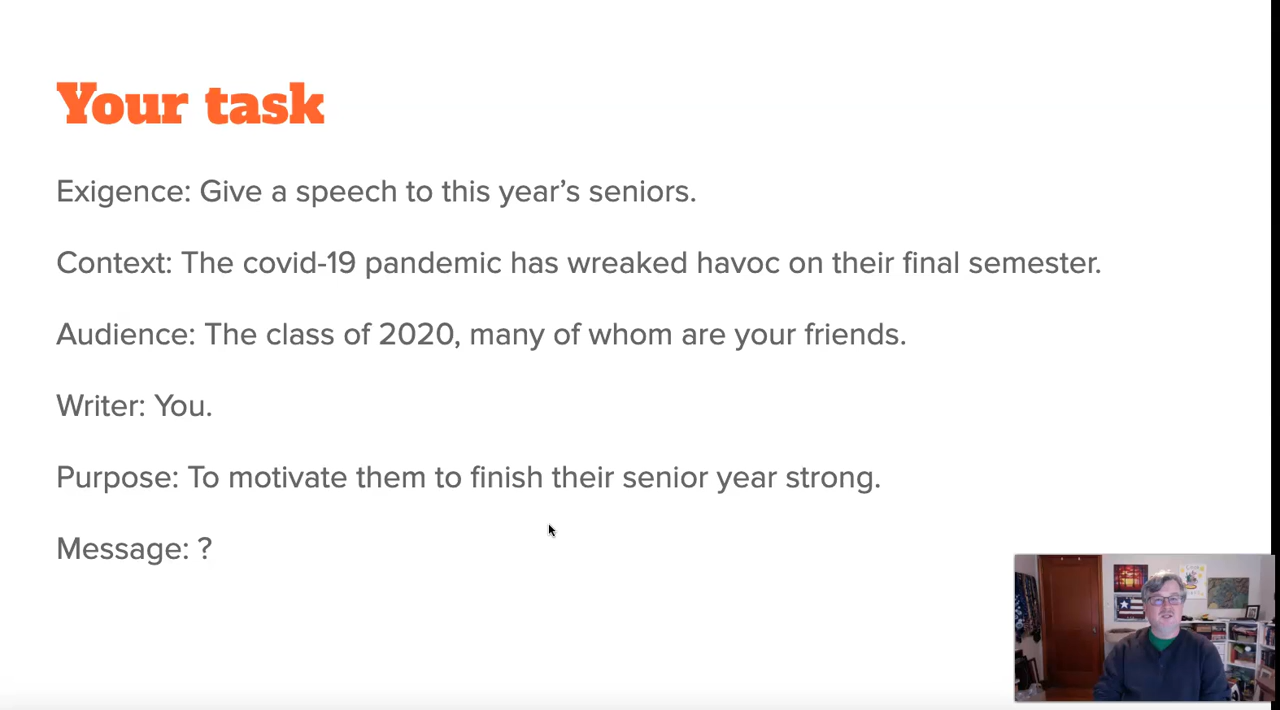 Your task
Exigence: Give a speech to this year’s seniors.
Context: The covid-19 pandemic has wreaked havoc on their final semester.
Audience: The class of 2020, many of whom are your friends.
Writer: You.
Purpose: To motivate them to finish their senior year strong.
Message: ?